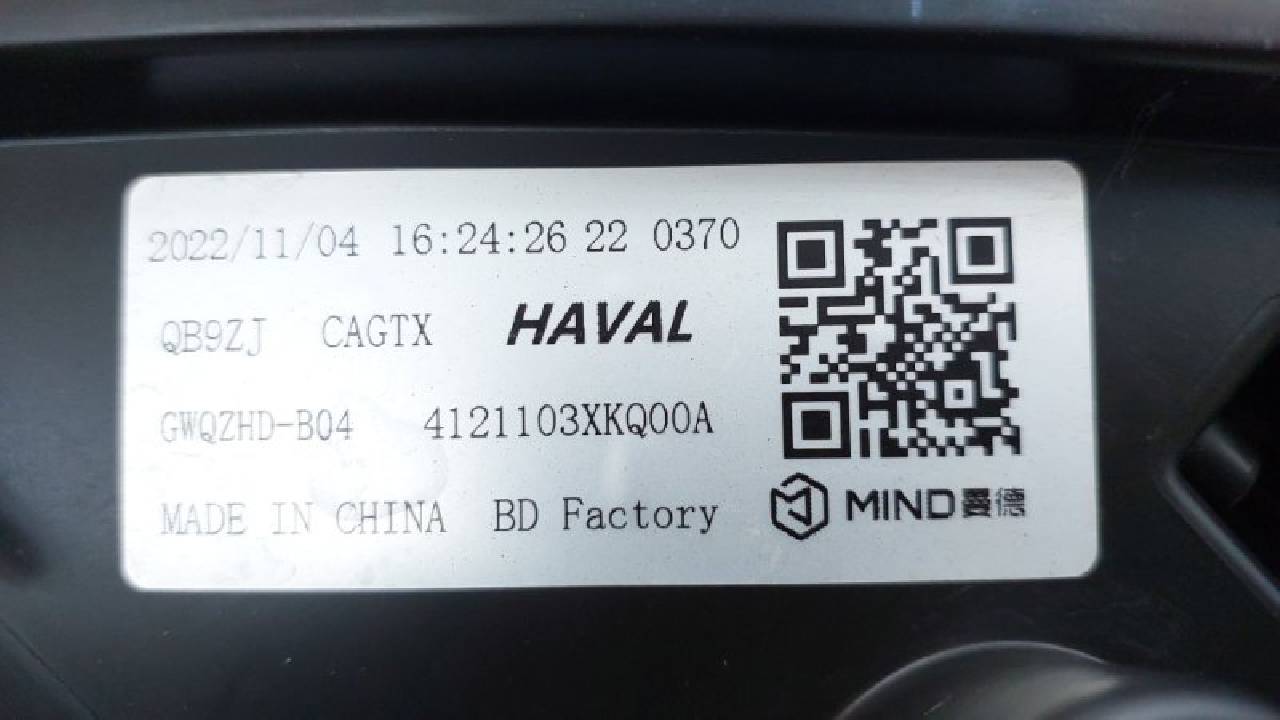 2022/11/04 16:24:26 22 0370
QB9ZJ CAGTX HAVAL
GWQZHD-B04 4121103XKQ00A
MADE IN CHINA BD Factory
MIND曼德